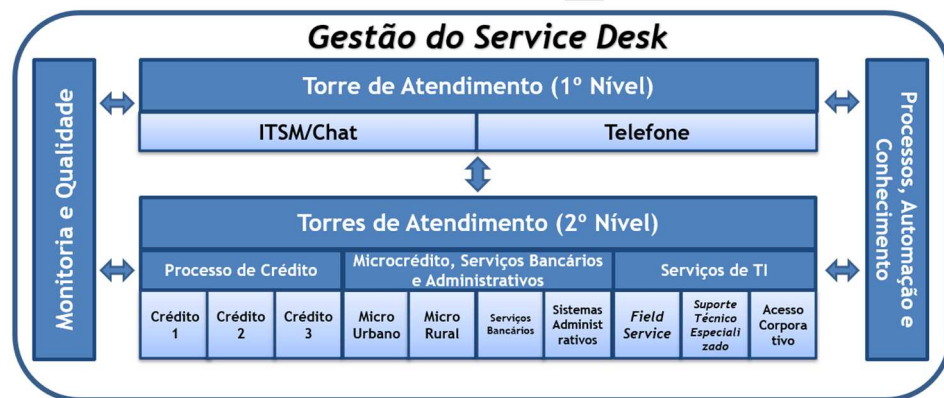 Gestão do Service Desk
Monitoria e Qualidade
Torre de Atendimento (1º Nível)
ITSM/Chat
Telefone
Processos, Automação e
Conhecimento
Torres de Atendimento (2º Nível)
Processo de Crédito
Microcrédito, Serviços Bancários
e Administrativos
Serviços de TI
Crédito
1
Crédito
2
Crédito
3
Micro
Urbano
Micro
Rural
Serviços
Bancários
Sistemas
Administ
rativos
Field
Service
Suporte
Técnico
Especiali
zado
Acesso
Corpora
tivo